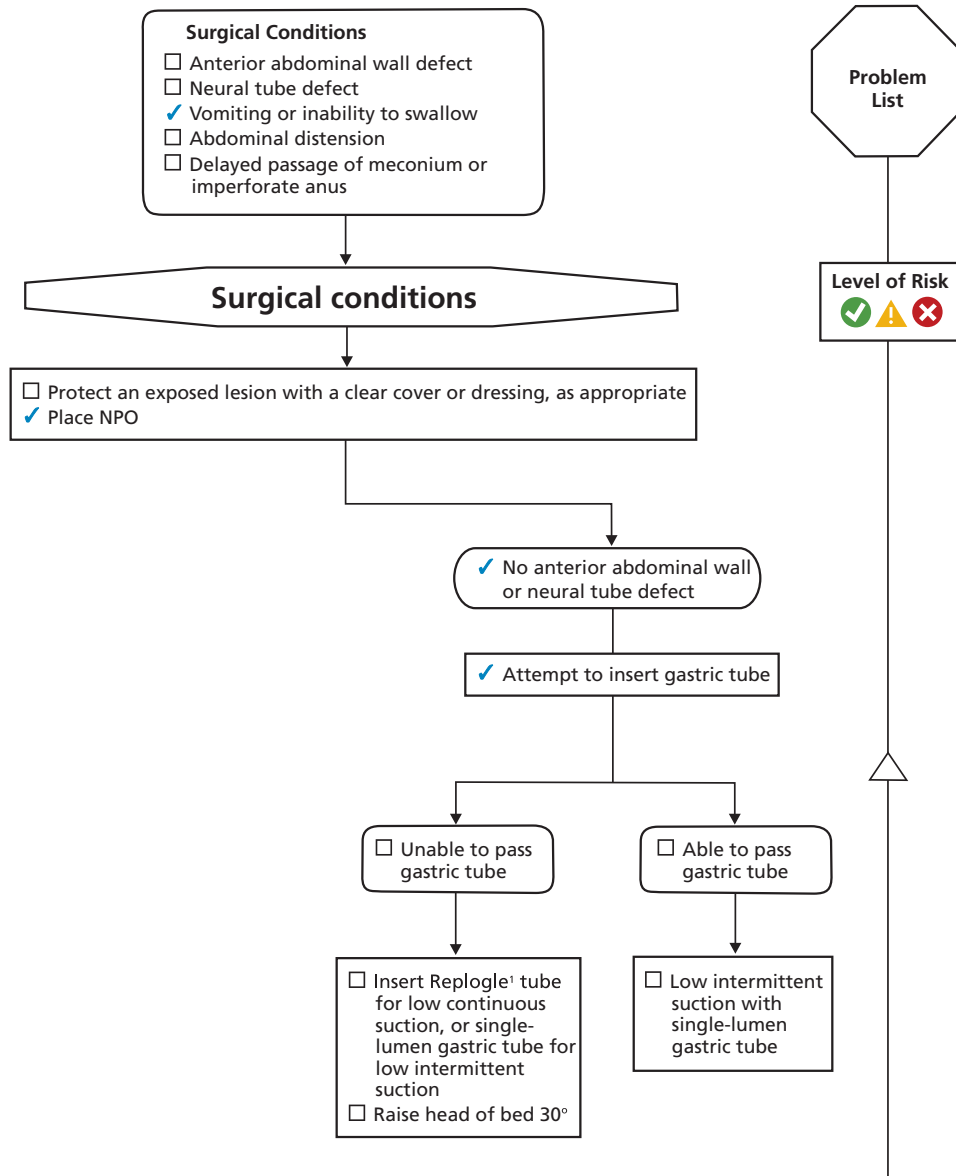 Surgical Conditions
Anterior abdominal wall defect
Neural tube defect
Vomiting or inability to swallow
Abdominal distension
Delayed passage of meconium or
imperforate anus
Problem
List
Surgical conditions
Level of Risk
Protect an exposed lesion with a clear cover or dressing, as appropriate
Place NPO
No anterior abdominal wall
or neural tube defect
Attempt to insert gastric tube
Unable to pass
gastric tube
Able to pass
gastric tube
Insert Replogle¹ tube
for low continuous
suction, or single-
lumen gastric tube for
low intermittent
suction
Raise head of bed 30°
Low intermittent
suction with
single-lumen
gastric tube